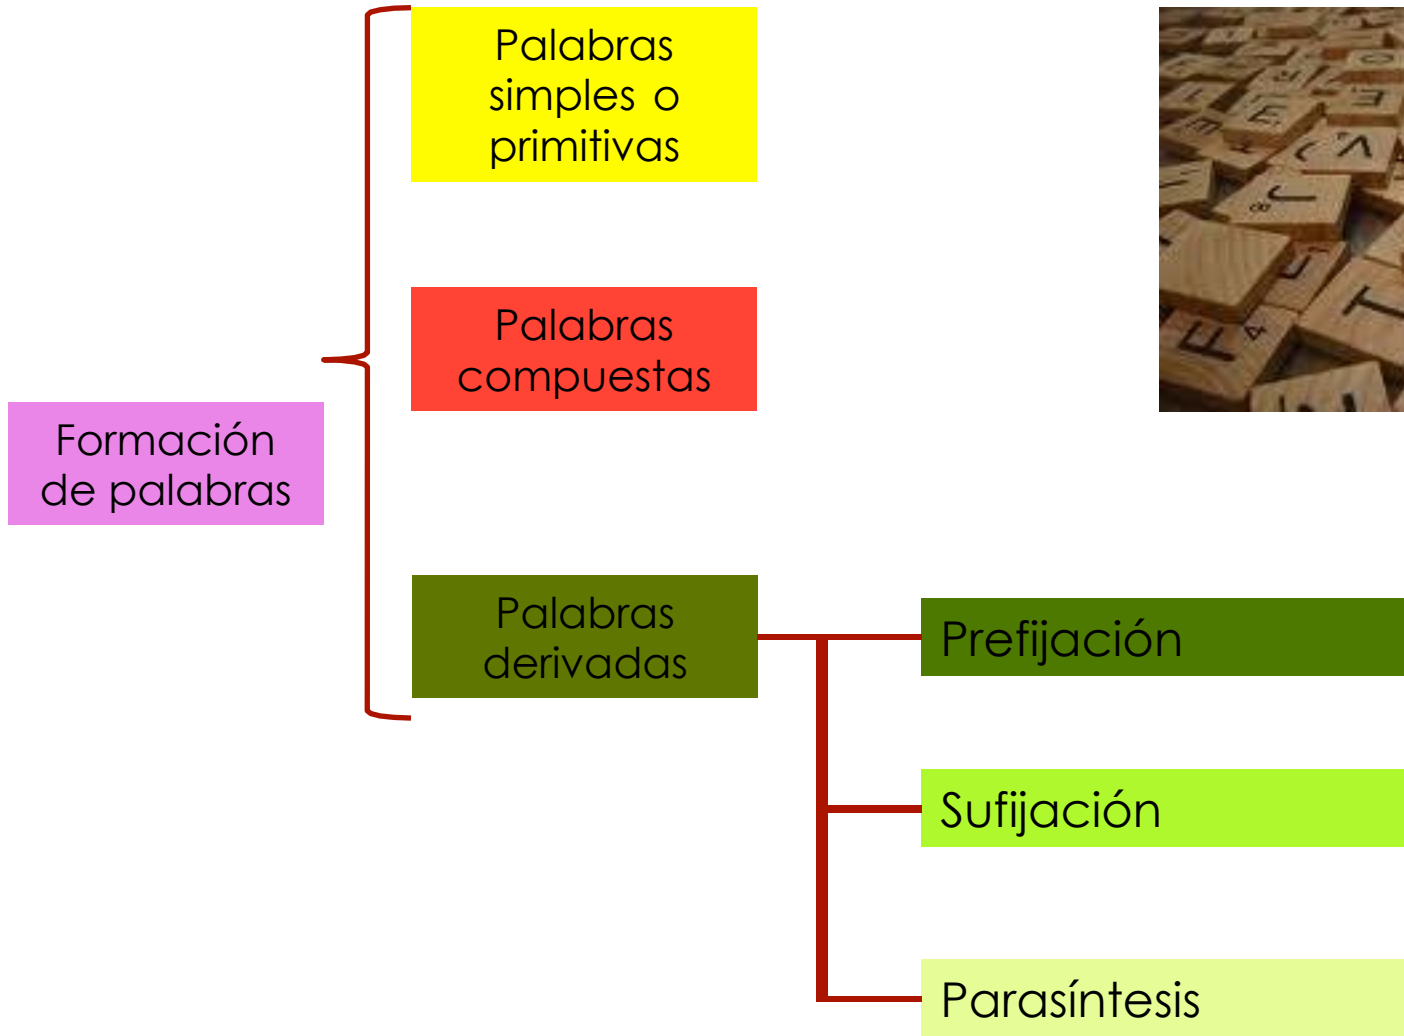 Palabras
simples o
primitivas
Palabras
compuestas
Formación
de palabras
Palabras
derivadas
Prefijación
Sufijación
Parasíntesis